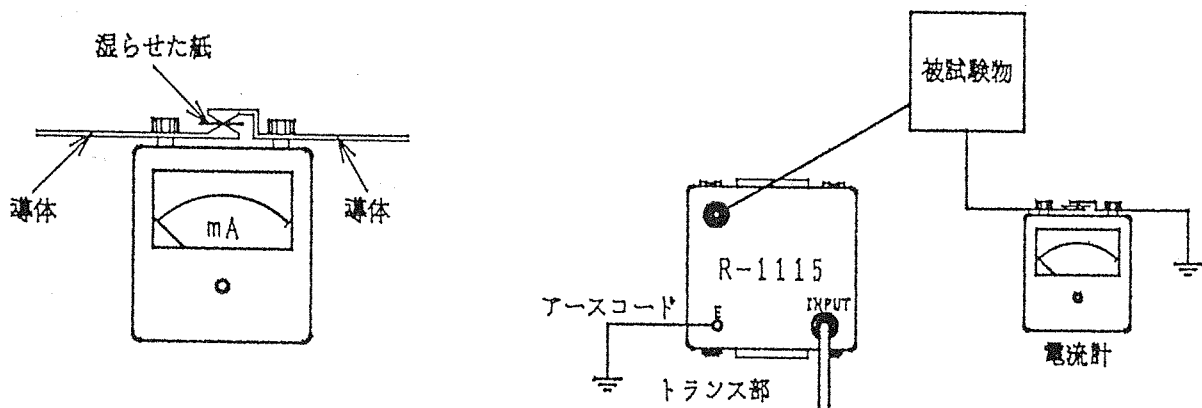 湿らせた紙
導体
導体
mA
被試験物
R-1115
アースコード
E
INPUT
トランス部
電流計